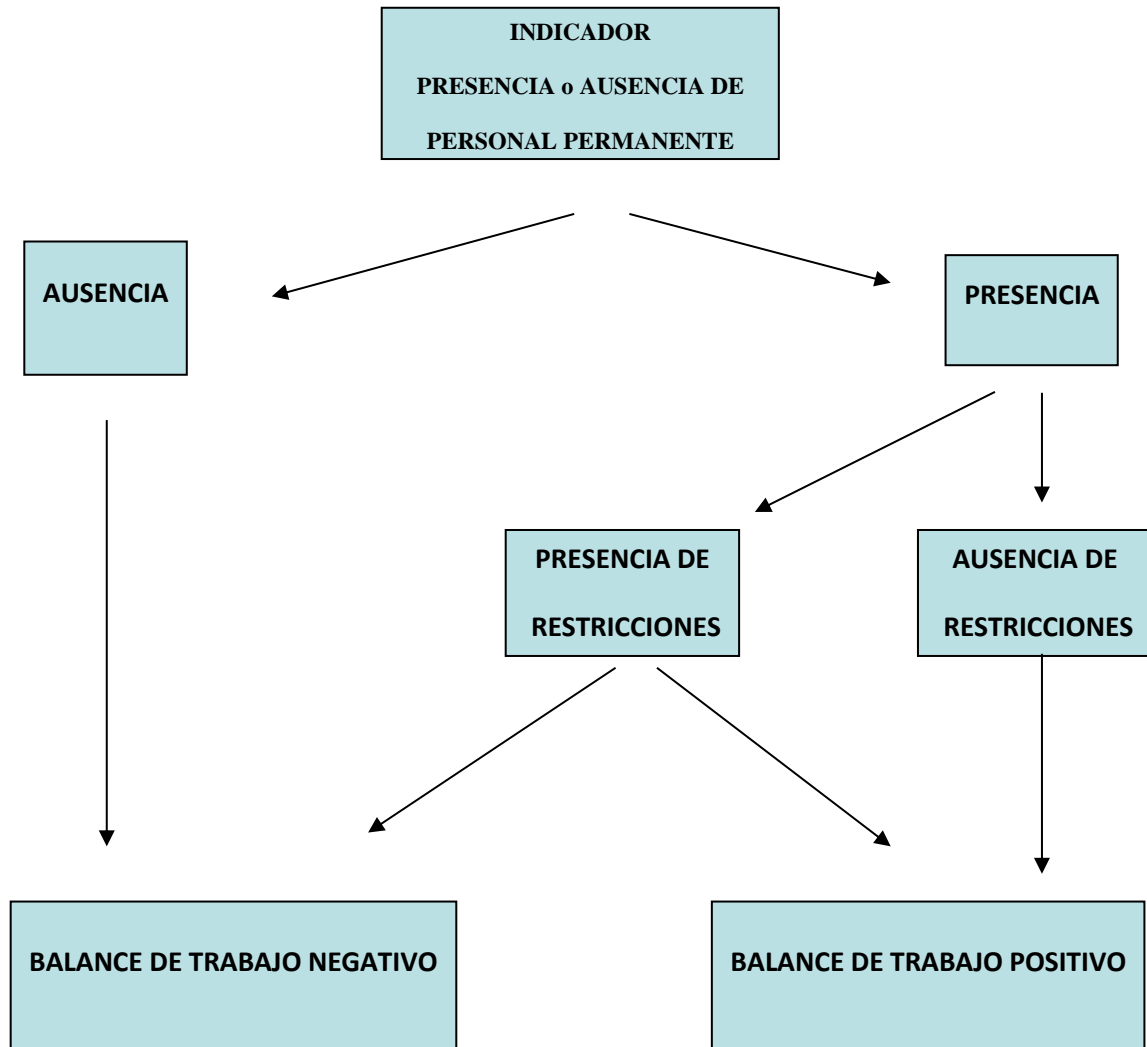 INDICADOR
PRESENCIA o AUSENCIA DE
PERSONAL PERMANENTE
AUSENCIA
PRESENCIA
PRESENCIA DE
RESTRICCIONES
AUSENCIA DE
RESTRICCIONES
BALANCE DE TRABAJO NEGATIVO
BALANCE DE TRABAJO POSITIVO